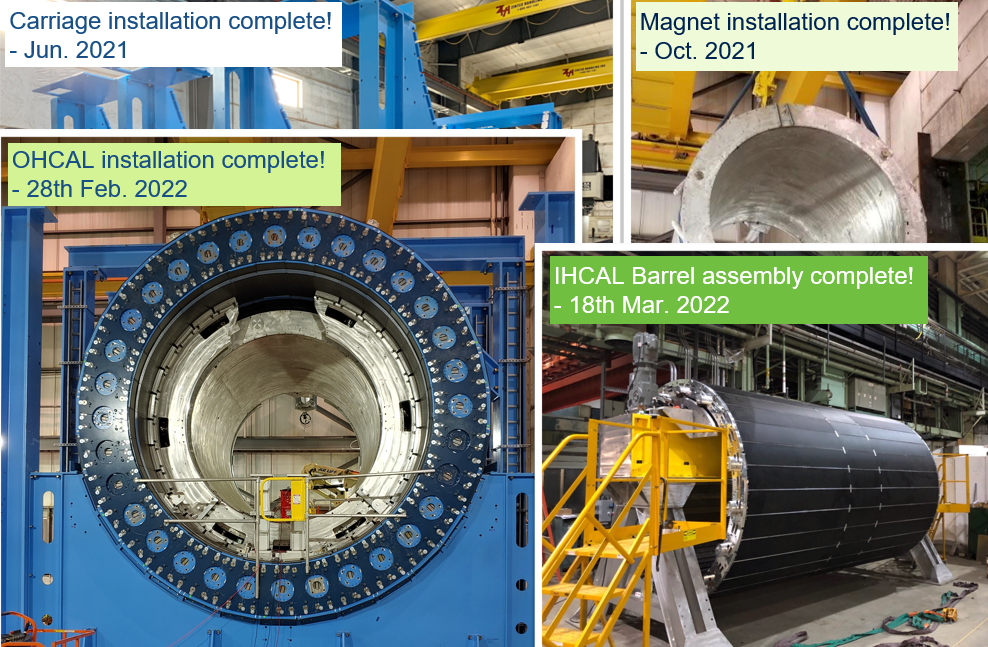 Carriage installation complete!
- Jun. 2021
Magnet installation complete!
- Oct. 2021
OHCAL installation complete!
- 28th Feb. 2022
IHCAL Barrel assembly complete!
- 18th Mar. 2022